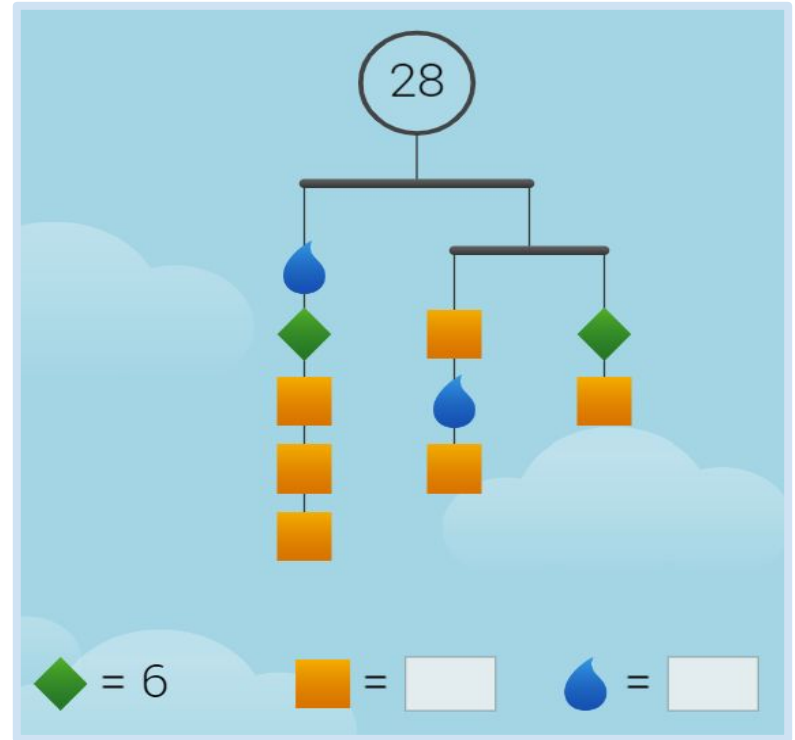 28
= 6 = =